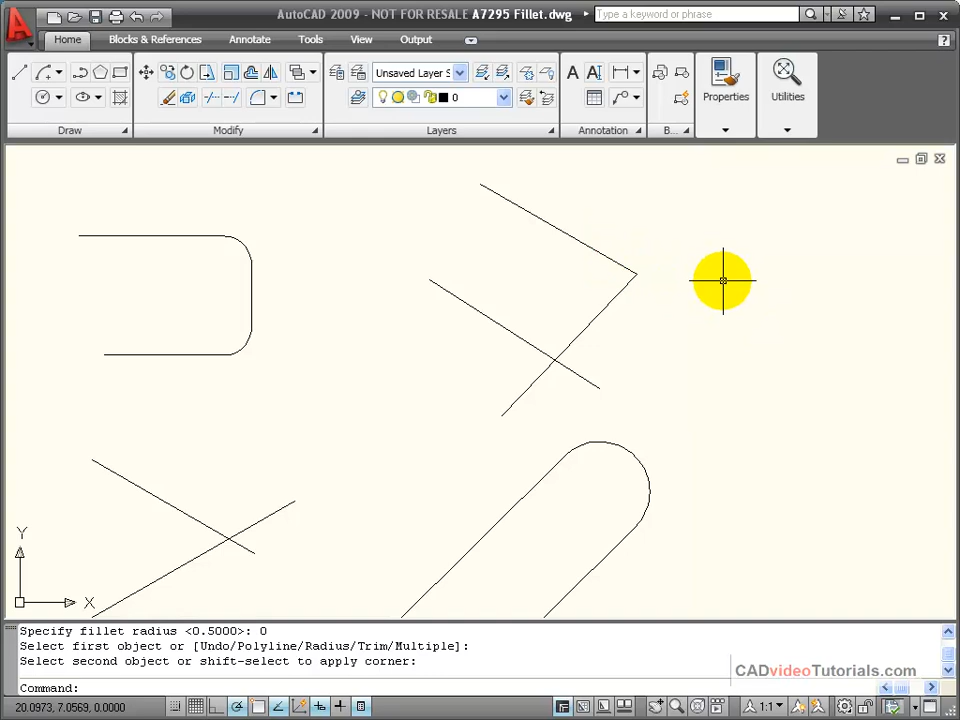 AutoCAD 2009 - NOT FOR RESALE A7295 Fillet.dwg
Type a keyword or phrase
Home Blocks & References Annotate Tools View Output
Unsaved Layer S
0
A
Properties
Utilities
Draw Modify Layers Annotation B...
Y
X
Specify fillet radius <0.5000>: 0
Select first object or [Undo/Polyline/Radius/Trim/Multiple]:
Select second object or shift-select to apply corner:
Command:
CADvideoTutorials.com
20.0973, 7.0569, 0.0000
1:1